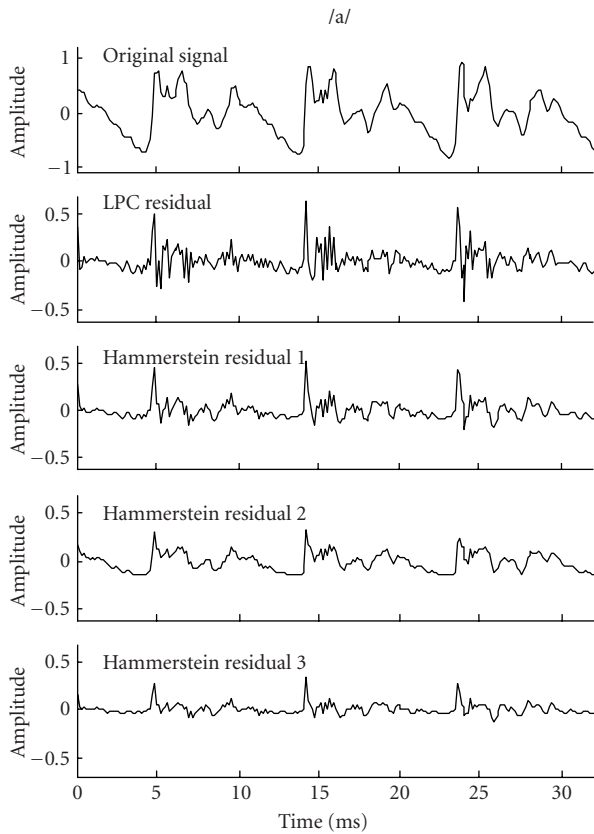 /a/
Original signal
Amplitude
1
0
−1
LPC residual
Amplitude
0.5
0
−0.5
Hammerstein residual 1
Amplitude
0.5
0
−0.5
Hammerstein residual 2
Amplitude
0.5
0
−0.5
Hammerstein residual 3
Amplitude
0.5
0
−0.5
0 5 10 15 20 25 30
Time (ms)